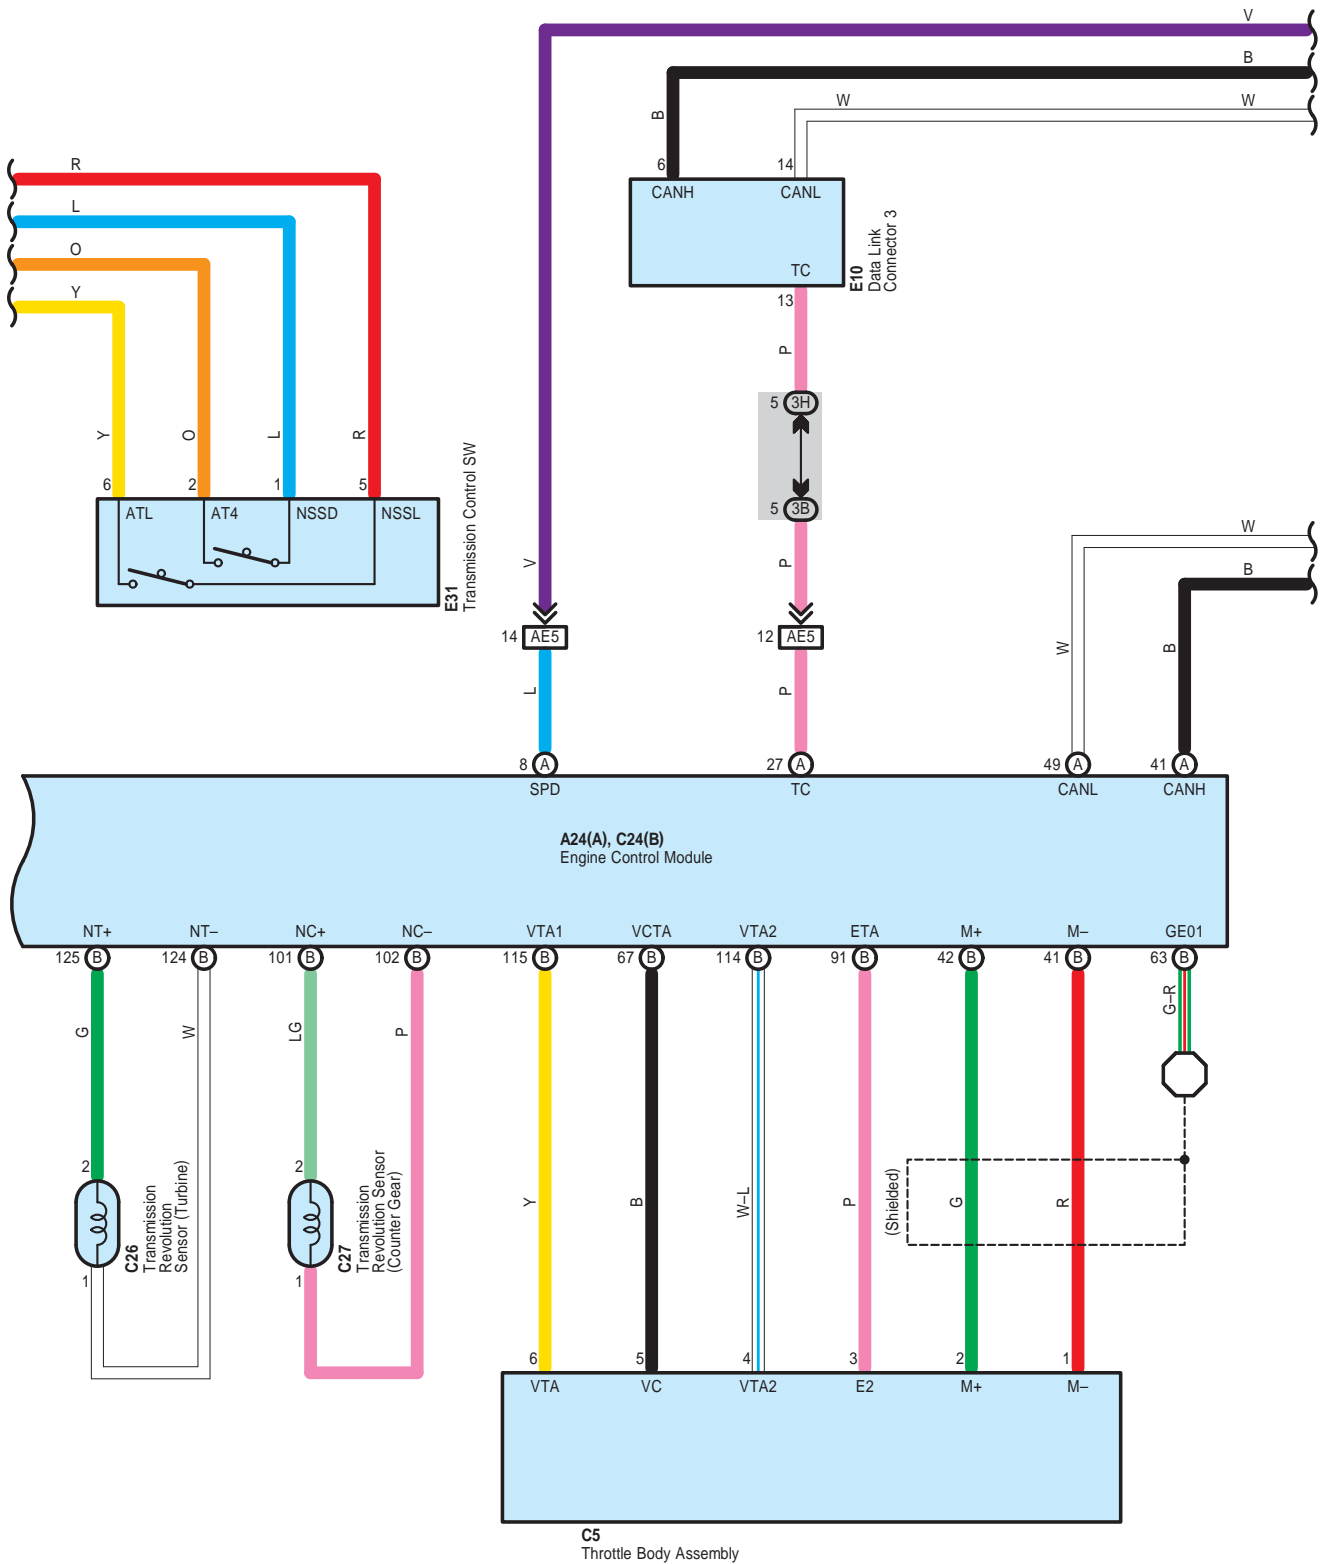 V
B
W
W
B
R
L
O
Y
6
14
CANH
CANL
TC
E10
Data Link
Connector 3
13
P
5
3H
5
3B
P
Y
O
L
R
6
2
1
5
ATL
AT4
NSSD
NSSL
E31
Transmission Control SW
V
14
AE5
12
AE5
L
P
W
B
W
B
8
A
27
A
49
A
41
A
SPD
TC
CANL
CANH
A24(A), C24(B)
Engine Control Module
NT+
NT–
NC+
NC–
VTA1
VCTA
VTA2
ETA
M+
M–
GE01
125
B
124
B
101
B
102
B
115
B
67
B
114
B
91
B
42
B
41
B
63
B
G
W
LG
P
G–R
2
1
C26
Transmission
Revolution
Sensor (Turbine)
2
1
C27
Transmission
Revolution Sensor
(Counter Gear)
Y
B
W–L
P
(Shielded)
G
R
6
5
4
3
2
1
VTA
VC
VTA2
E2
M+
M–
C5
Throttle Body Assembly